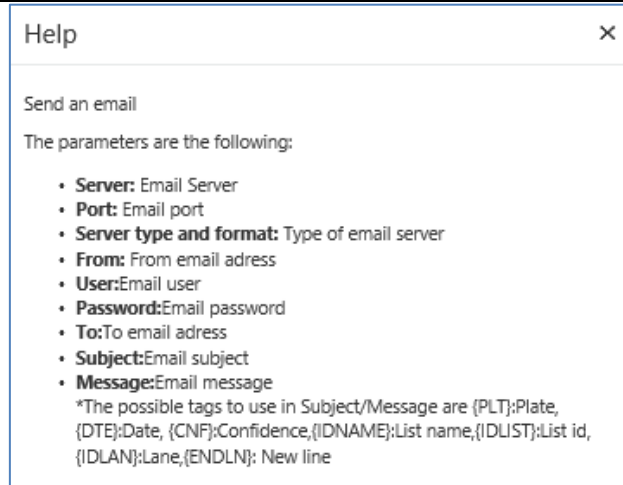 Help ×
Send an email
The parameters are the following:
• Server: Email Server
• Port: Email port
• Server type and format: Type of email server
• From: From email adress
• User:Email user
• Password:Email password
• To:To email adress
• Subject:Email subject
• Message:Email message
*The possible tags to use in Subject/Message are {PLT}:Plate,
{DTE}:Date, {CNF}:Confidence,{IDNAME}:List name,{IDLIST}:List id,
{IDLAN}:Lane,{ENDLN}: New line